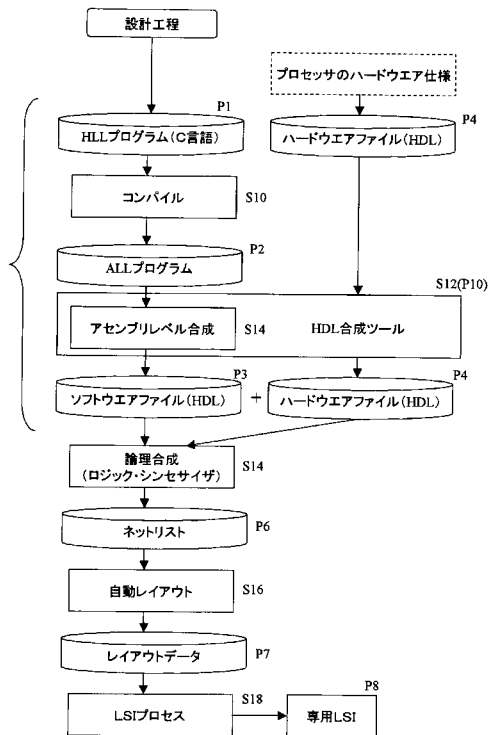 設計工程
プロセッサのハードウエア仕様
P1
HLLプログラム(C言語)
P4
ハードウエアファイル(HDL)
コンパイル
S10
P2
ALLプログラム
S12(P10)
アセンブリレベル合成
S14
HDL合成ツール
P3
ソフトウエアファイル(HDL)
+
P4
ハードウエアファイル(HDL)
論理合成
(ロジック・シンセサイザ)
S14
ネットリスト
P6
自動レイアウト
S16
レイアウトデータ
P7
LSIプロセス
S18
P8
専用LSI